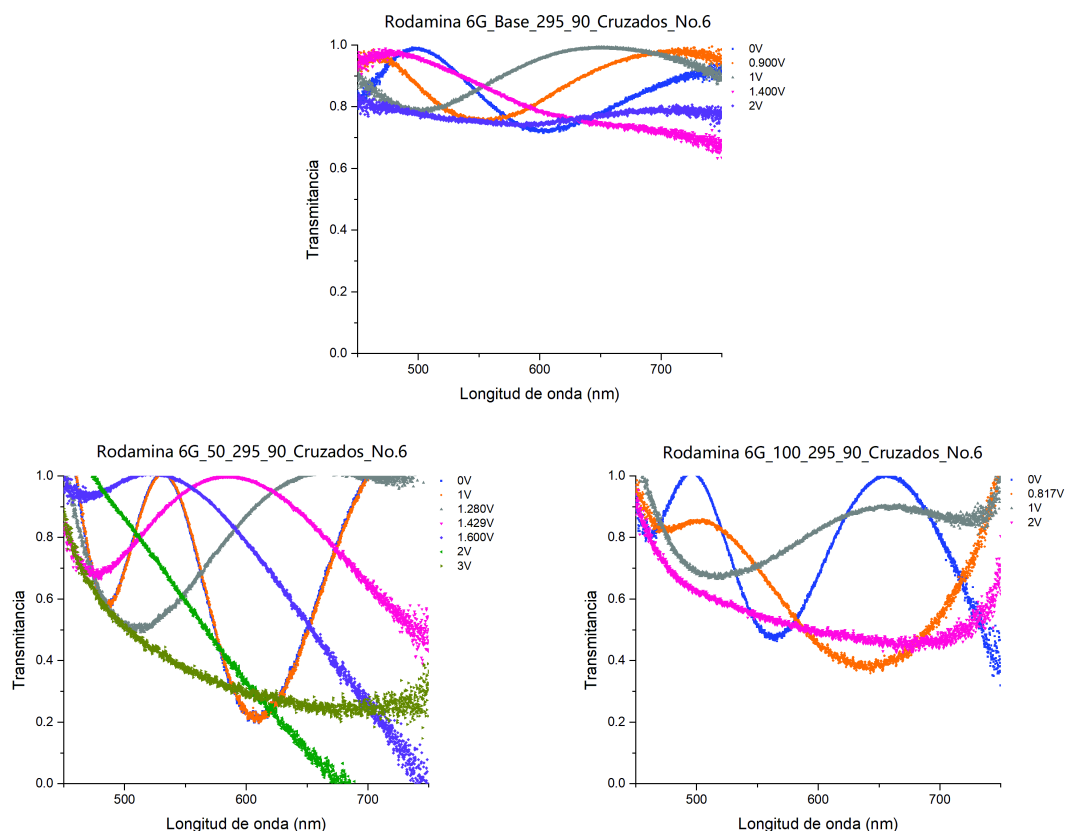 Rodamina 6G_Base_295_90_Cruzados_No.6
1.0
0.8
0.6
0.4
0.2
0.0
Transmitancia
500
600
700
Longitud de onda (nm)
0V
0.900V
1V
1.400V
2V
Rodamina 6G_50_295_90_Cruzados_No.6
1.0
0.8
0.6
0.4
0.2
0.0
Transmitancia
500
600
700
Longitud de onda (nm)
0V
1V
1.280V
1.429V
1.600V
2V
3V
Rodamina 6G_100_295_90_Cruzados_No.6
1.0
0.8
0.6
0.4
0.2
0.0
Transmitancia
500
600
700
Longitud de onda (nm)
0V
0.817V
1V
2V